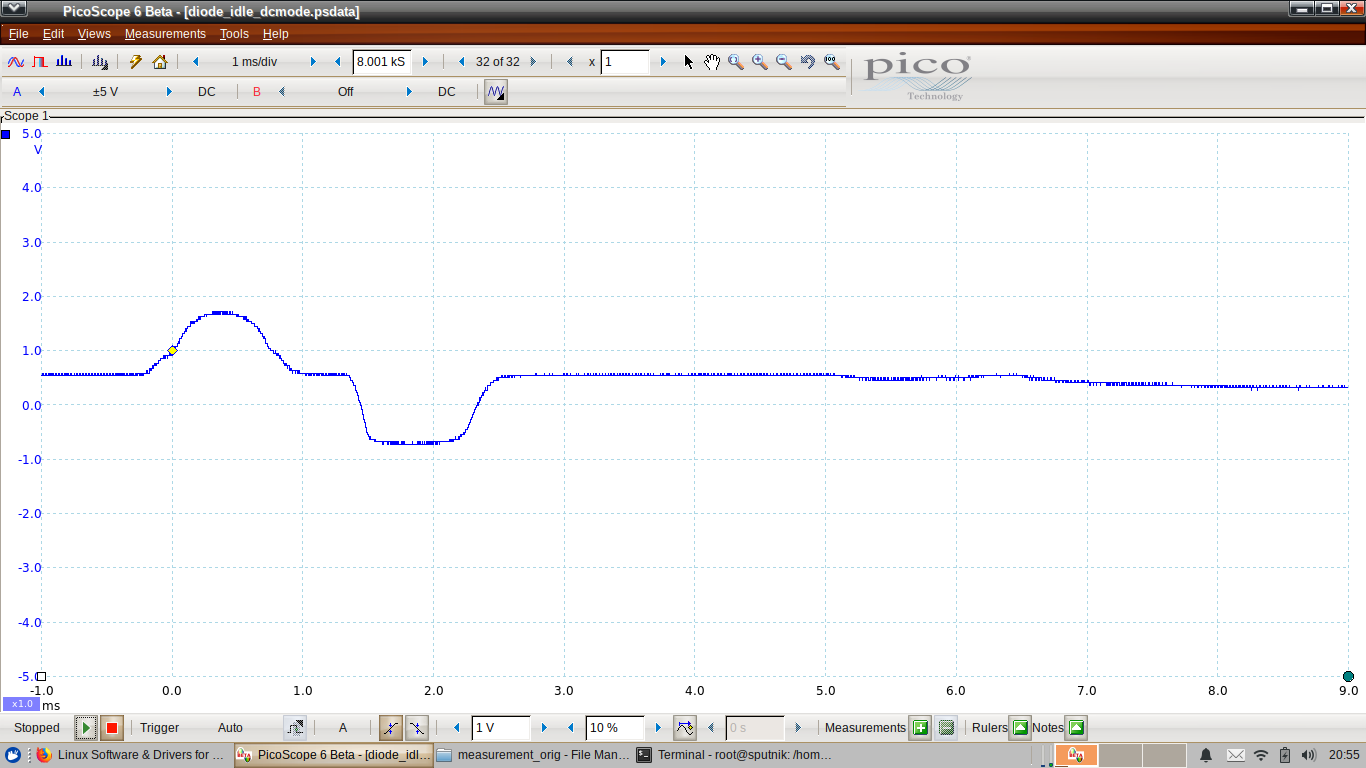 PicoScope 6 Beta - [diode_idle_dcmode.psdata]
File Edit Views Measurements Tools Help
1 ms/div 8.001 kS 32 of 32 x 1
pico
Technology
A ±5 V DC B Off DC
Scope 1
5.0
V
4.0
3.0
2.0
1.0
0.0
-1.0
-2.0
-3.0
-4.0
-5.0
-1.0 0.0 1.0 2.0 3.0 4.0 5.0 6.0 7.0 8.0 9.0
x1.0 ms
Stopped Trigger Auto A 1 V 10 % 0 s Measurements Rulers Notes
Linux Software & Drivers for ... PicoScope 6 Beta - [diode_idl... measurement_orig - File Man... Terminal - root@sputnik: /hom... 20:55